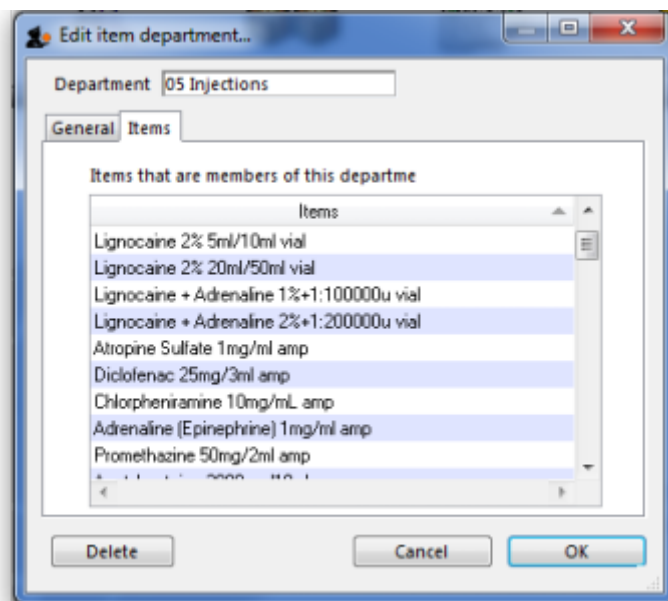 Edit item department...
Department 05 Injections
General Items
Items that are members of this departme
Items
Lignocaine 2% 5ml/10ml vial
Lignocaine 2% 20ml/50ml vial
Lignocaine + Adrenaline 1%+1:100000u vial
Lignocaine + Adrenaline 2%+1:200000u vial
Atropine Sulfate 1mg/ml amp
Diclofenac 25mg/3ml amp
Chlorpheniramine 10mg/mL amp
Adrenaline (Epinephrine) 1mg/ml amp
Promethazine 50mg/2ml amp
Delete Cancel OK